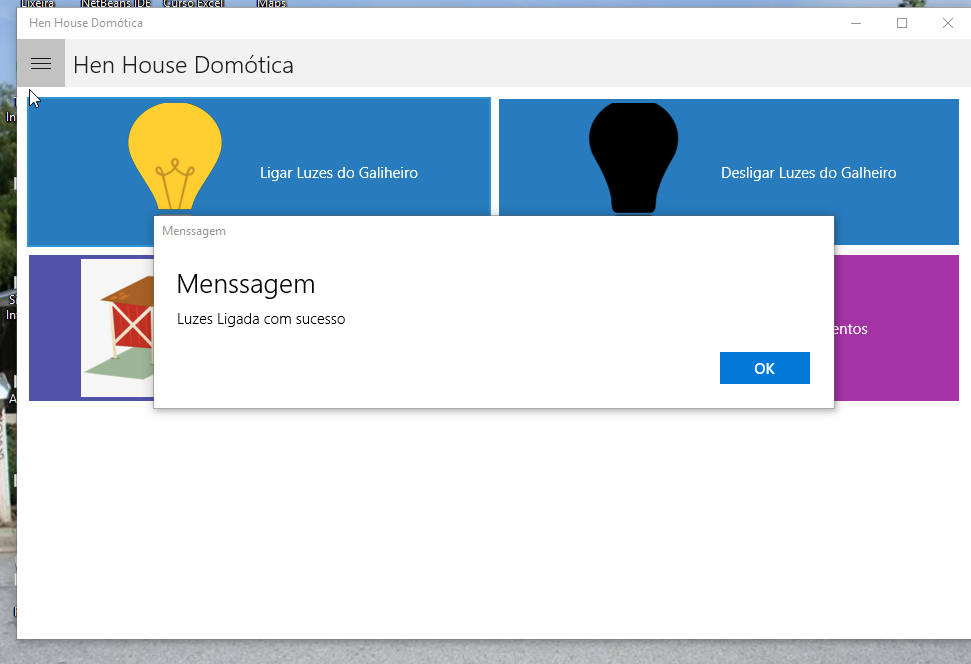 Lixeira NetBeans IDE Curso Excel Maps
Hen House Domótica
Hen House Domótica
Ligar Luzes do Galiheiro
Desligar Luzes do Galheiro
Menssagem
Menssagem
Luzes Ligada com sucesso
entos
OK